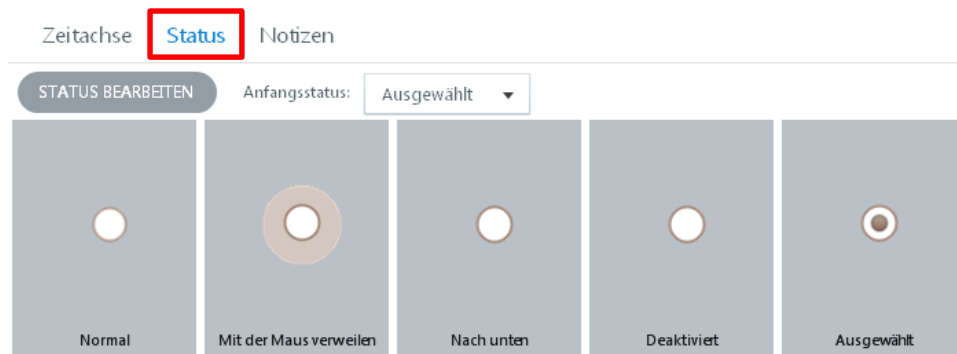 Zeitachse Status Notizen
STATUS BEARBEITEN Anfangsstatus: Ausgewählt
Normal Mit der Maus verweilen Nach unten Deaktiviert Ausgewählt